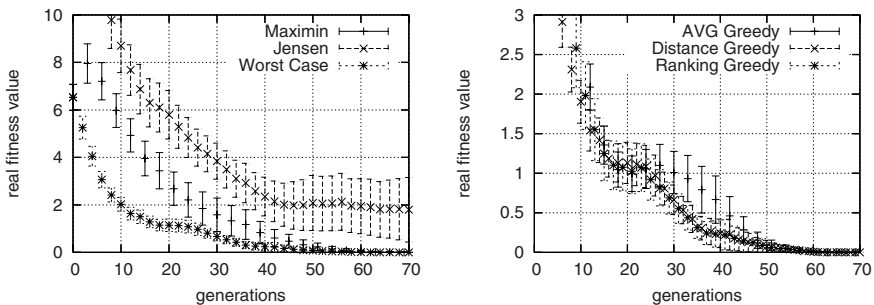 10
8
6
4
2
0
real fitness value
0 10 20 30 40 50 60 70
generations
Maximin
Jensen
Worst Case
3
2.5
2
1.5
1
0.5
0
real fitness value
0 10 20 30 40 50 60 70
generations
AVG Greedy
Distance Greedy
Ranking Greedy